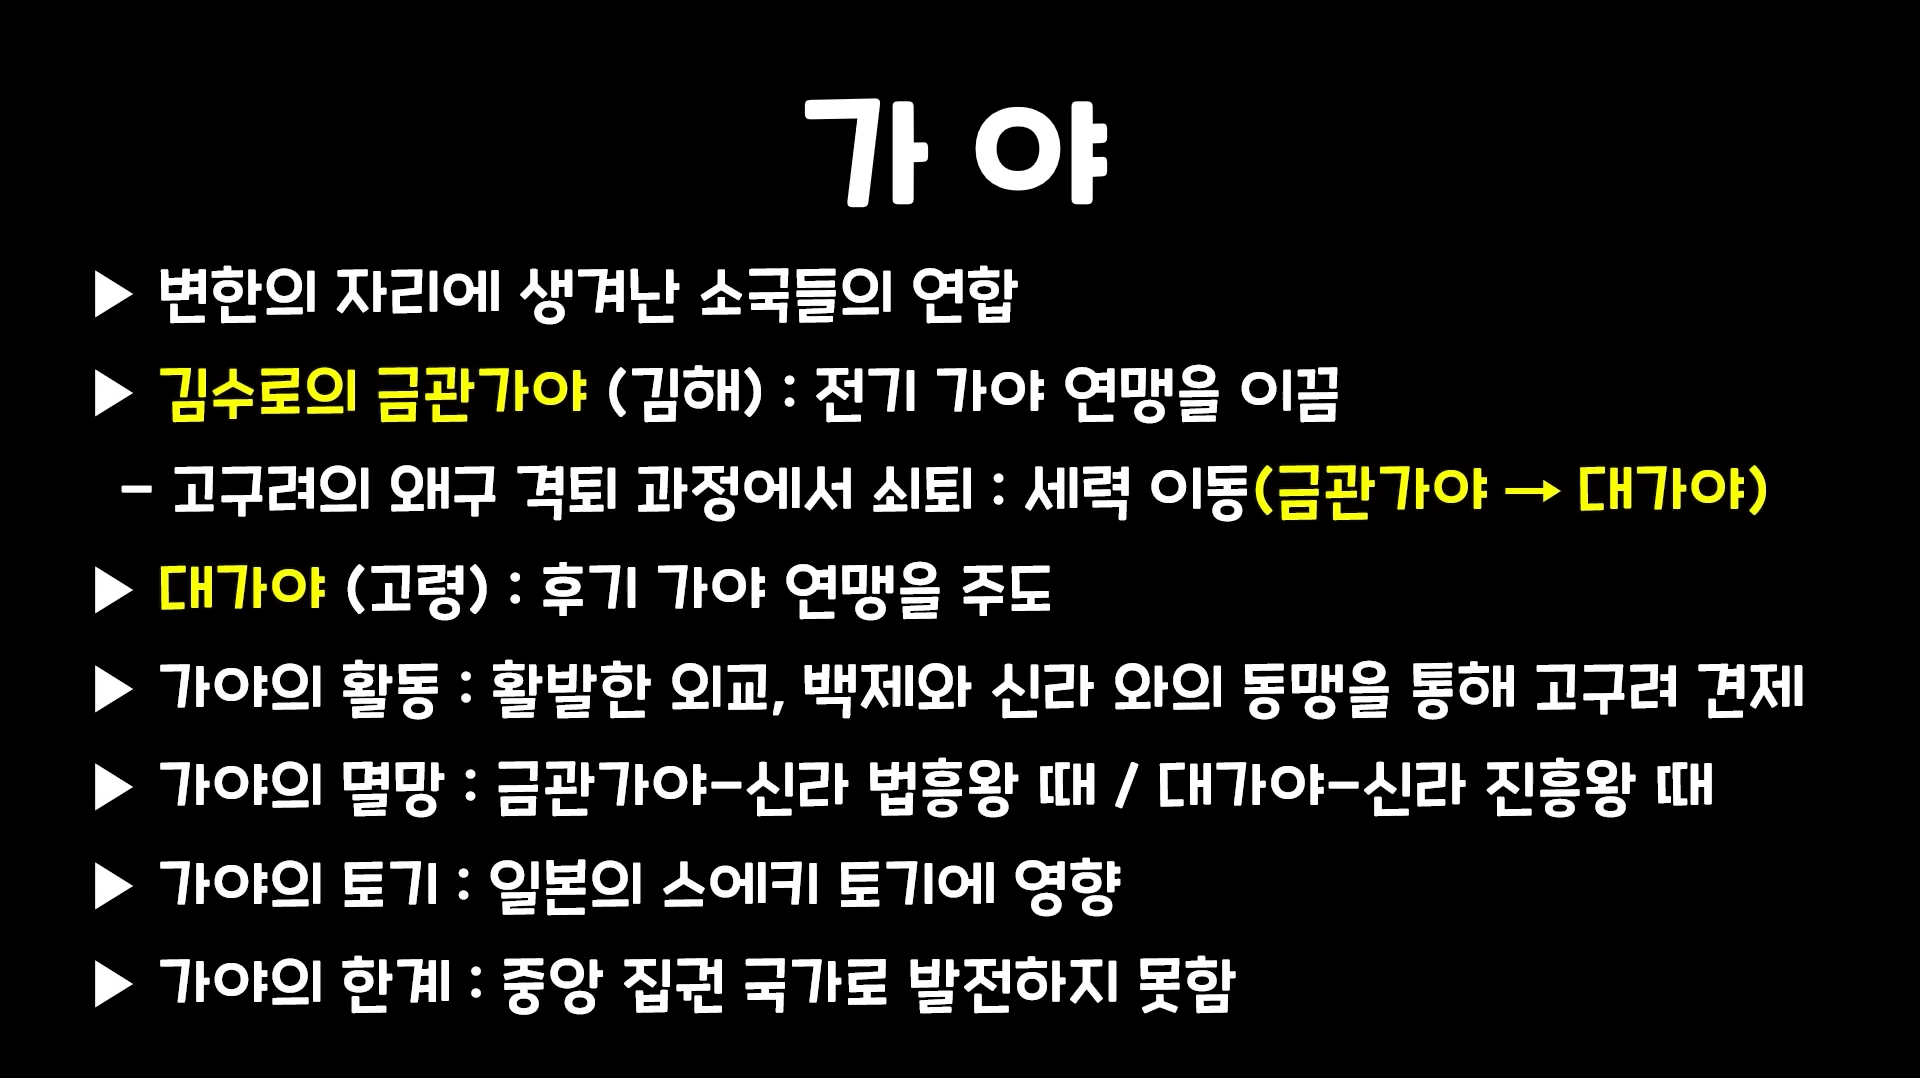 가 야
▶ 변한의 자리에 생겨난 소국들의 연합
▶ 김수로의 금관가야 (김해) : 전기 가야 연맹을 이끔
- 고구려의 왜구 격퇴 과정에서 쇠퇴 : 세력 이동(금관가야 → 대가야)
▶ 대가야 (고령) : 후기 가야 연맹을 주도
▶ 가야의 활동 : 활발한 외교, 백제와 신라 와의 동맹을 통해 고구려 견제
▶ 가야의 멸망 : 금관가야-신라 법흥왕 때 / 대가야-신라 진흥왕 때
▶ 가야의 토기 : 일본의 스에키 토기에 영향
▶ 가야의 한계 : 중앙 집권 국가로 발전하지 못함